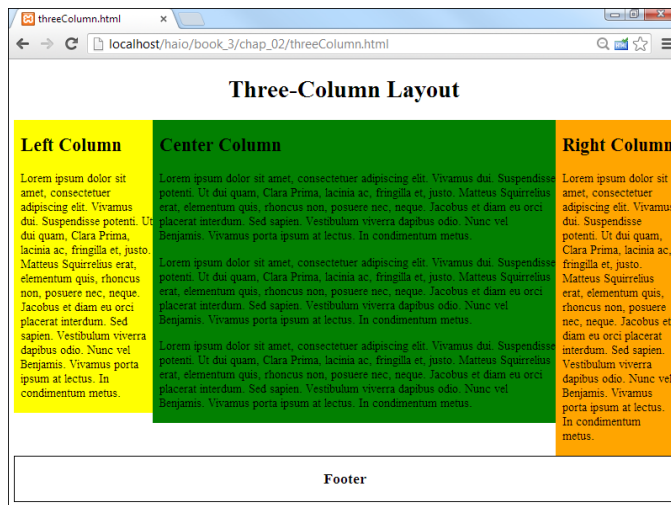 threeColumn.html
localhost/haio/book_3/chap_02/threeColumn.html
Three-Column Layout
Left Column
Lorem ipsum dolor sit
amet, consectetuer
adipiscing elit. Vivamus
dui. Suspendisse potenti. Ut
dui quam, Clara Prima,
lacinia ac, fringilla et, justo.
Matteus Squirrelius erat,
elementum quis, rhoncus
non, posuere nec, neque.
Jacobus et diam eu orci
placerat interdum. Sed
sapien. Vestibulum viverra
dapibus odio. Nunc vel
Benjamis. Vivamus porta
ipsum at lectus. In
condimentum metus.
Center Column
Lorem ipsum dolor sit amet, consectetuer adipiscing elit. Vivamus dui. Suspendisse
potenti. Ut dui quam, Clara Prima, lacinia ac, fringilla et, justo. Matteus Squirrelius
erat, elementum quis, rhoncus non, posuere nec, neque. Jacobus et diam eu orci
placerat interdum. Sed sapien. Vestibulum viverra dapibus odio. Nunc vel
Benjamis. Vivamus porta ipsum at lectus. In condimentum metus.
Lorem ipsum dolor sit amet, consectetuer adipiscing elit. Vivamus dui. Suspendisse
potenti. Ut dui quam, Clara Prima, lacinia ac, fringilla et, justo. Matteus Squirrelius
erat, elementum quis, rhoncus non, posuere nec, neque. Jacobus et diam eu orci
placerat interdum. Sed sapien. Vestibulum viverra dapibus odio. Nunc vel
Benjamis. Vivamus porta ipsum at lectus. In condimentum metus.
Lorem ipsum dolor sit amet, consectetuer adipiscing elit. Vivamus dui. Suspendisse
potenti. Ut dui quam, Clara Prima, lacinia ac, fringilla et, justo. Matteus Squirrelius
erat, elementum quis, rhoncus non, posuere nec, neque. Jacobus et diam eu orci
placerat interdum. Sed sapien. Vestibulum viverra dapibus odio. Nunc vel
Benjamis. Vivamus porta ipsum at lectus. In condimentum metus.
Right Column
Lorem ipsum dolor sit
amet, consectetuer
adipiscing elit. Vivamus
dui. Suspendisse
potenti. Ut dui quam,
Clara Prima, lacinia ac,
fringilla et, justo.
Matteus Squirrelius
erat, elementum quis,
rhoncus non, posuere
nec, neque. Jacobus et
diam eu orci placerat
interdum. Sed sapien.
Vestibulum viverra
dapibus odio. Nunc vel
Benjamis. Vivamus
porta ipsum at lectus.
In condimentum
metus.
Footer